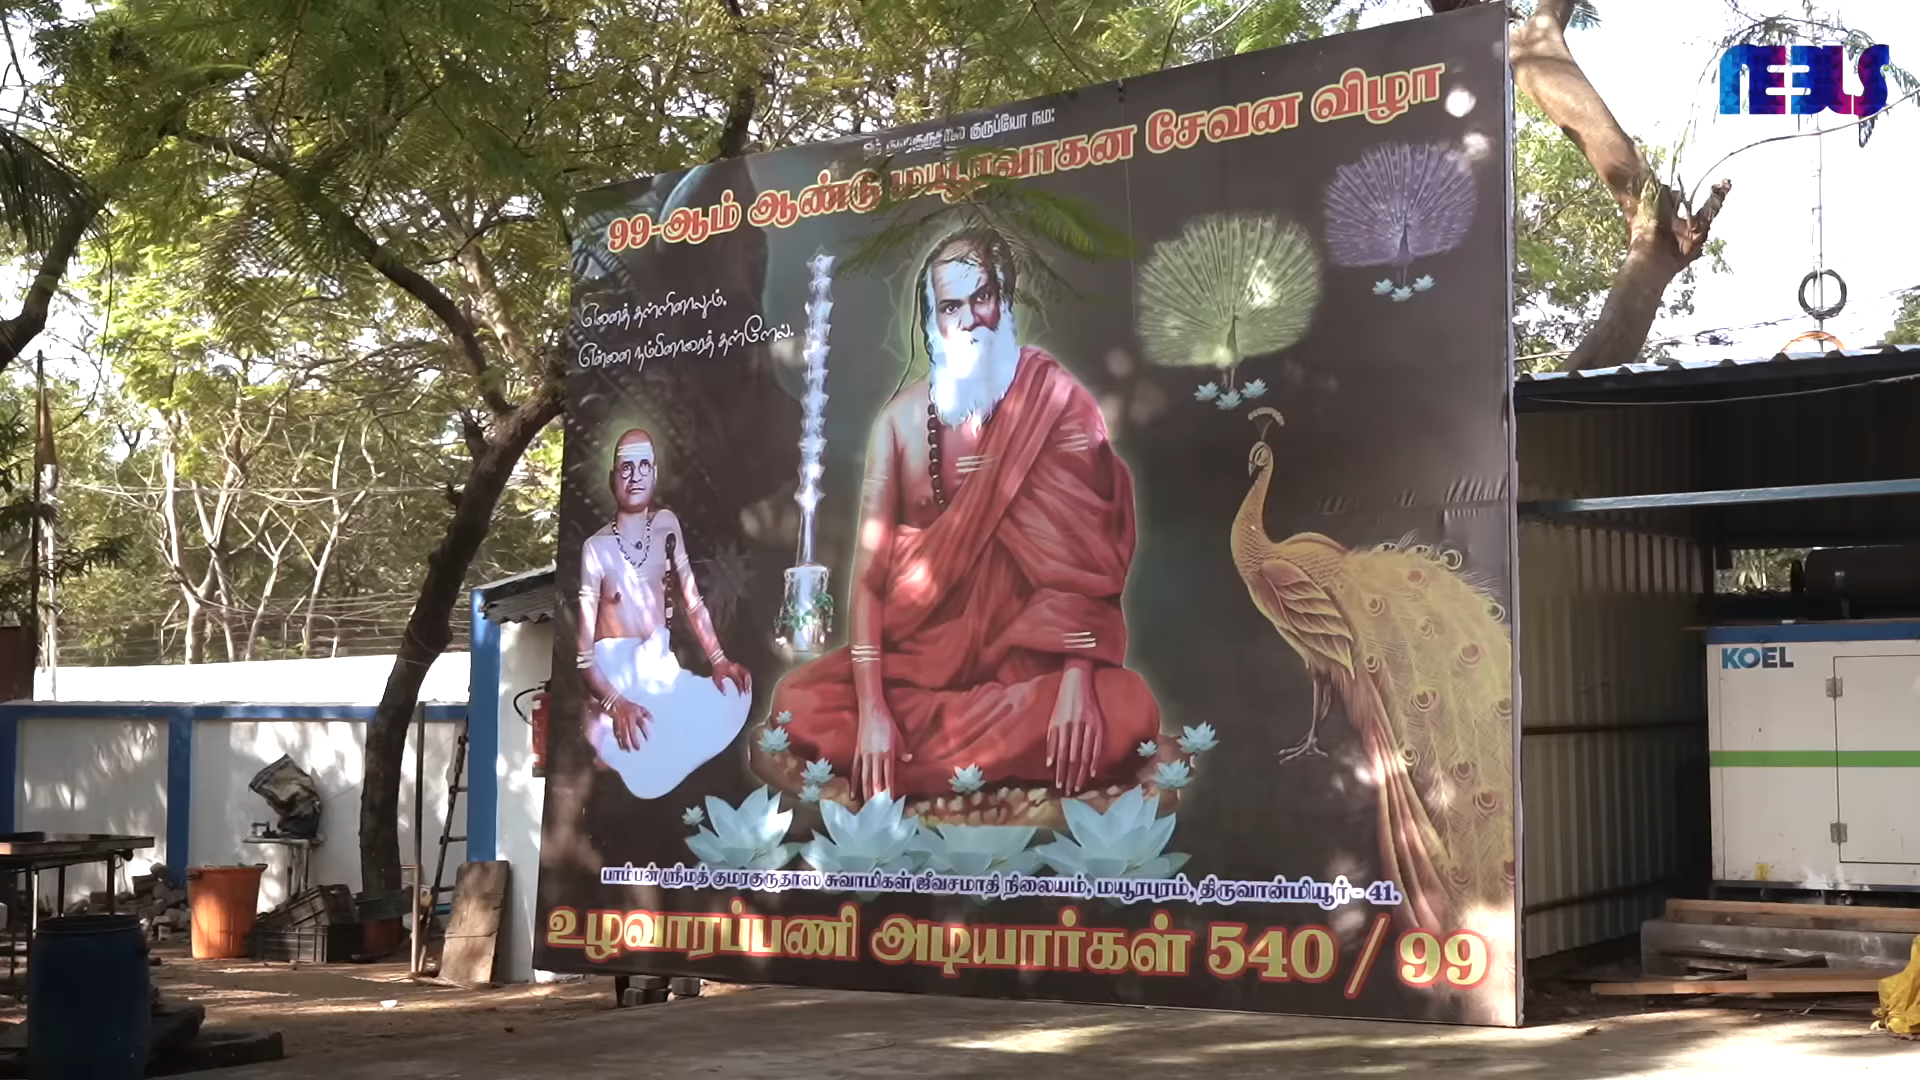 குருப்யோ நம:
99-ஆம் ஆண்டு மயூரவாகன சேவன விழா
எனைத் தள்ளினாலும்,
என்னை நம்பினாரைத் தள்ளேல்.
பாம்பன் ஸ்ரீமத் குமரகுருதாஸ சுவாமிகள் ஜீவசமாதி நிலையம், மயூரபுரம், திருவான்மியூர் - 41.
உழவாரப்பணி அடியார்கள் 540 / 99
KOEL